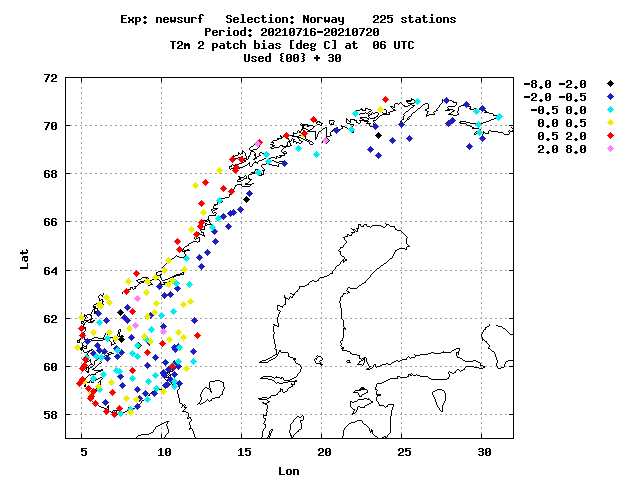 Exp: newsurf Selection: Norway 225 stations
Period: 20210716-20210720
T2m 2 patch bias [deg C] at 06 UTC
Used {00} + 30
72
70
68
66
64
62
60
58
5 10 15 20 25 30
Lat
Lon
-8.0 -2.0
-2.0 -0.5
-0.5 0.0
0.0 0.5
0.5 2.0
2.0 8.0